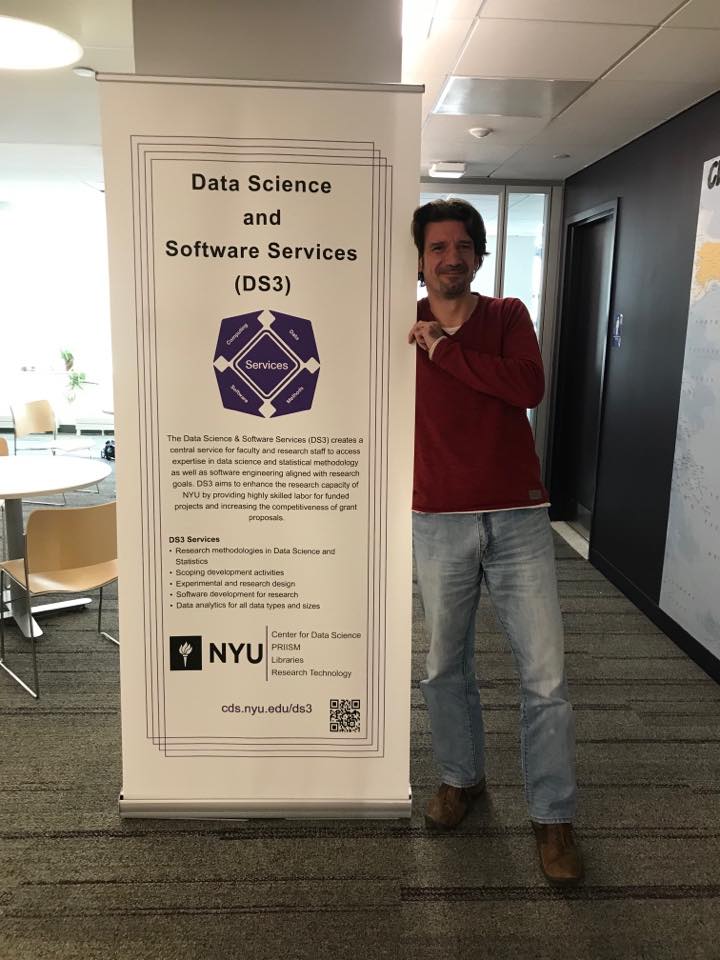 Data Science
and
Software Services
(DS3)
Computing
Data
Services
Software
Methods
The Data Science & Software Services (DS3) creates a
central service for faculty and research staff to access
expertise in data science and statistical methodology
as well as software engineering aligned with research
goals. DS3 aims to enhance the research capacity of
NYU by providing highly skilled labor for funded
projects and increasing the competitiveness of grant
proposals.
DS3 Services
• Research methodologies in Data Science and
Statistics
• Scoping development activities
• Experimental and research design
• Software development for research
• Data analytics for all data types and sizes
NYU
Center for Data Science
PRIISM
Libraries
Research Technology
cds.nyu.edu/ds3